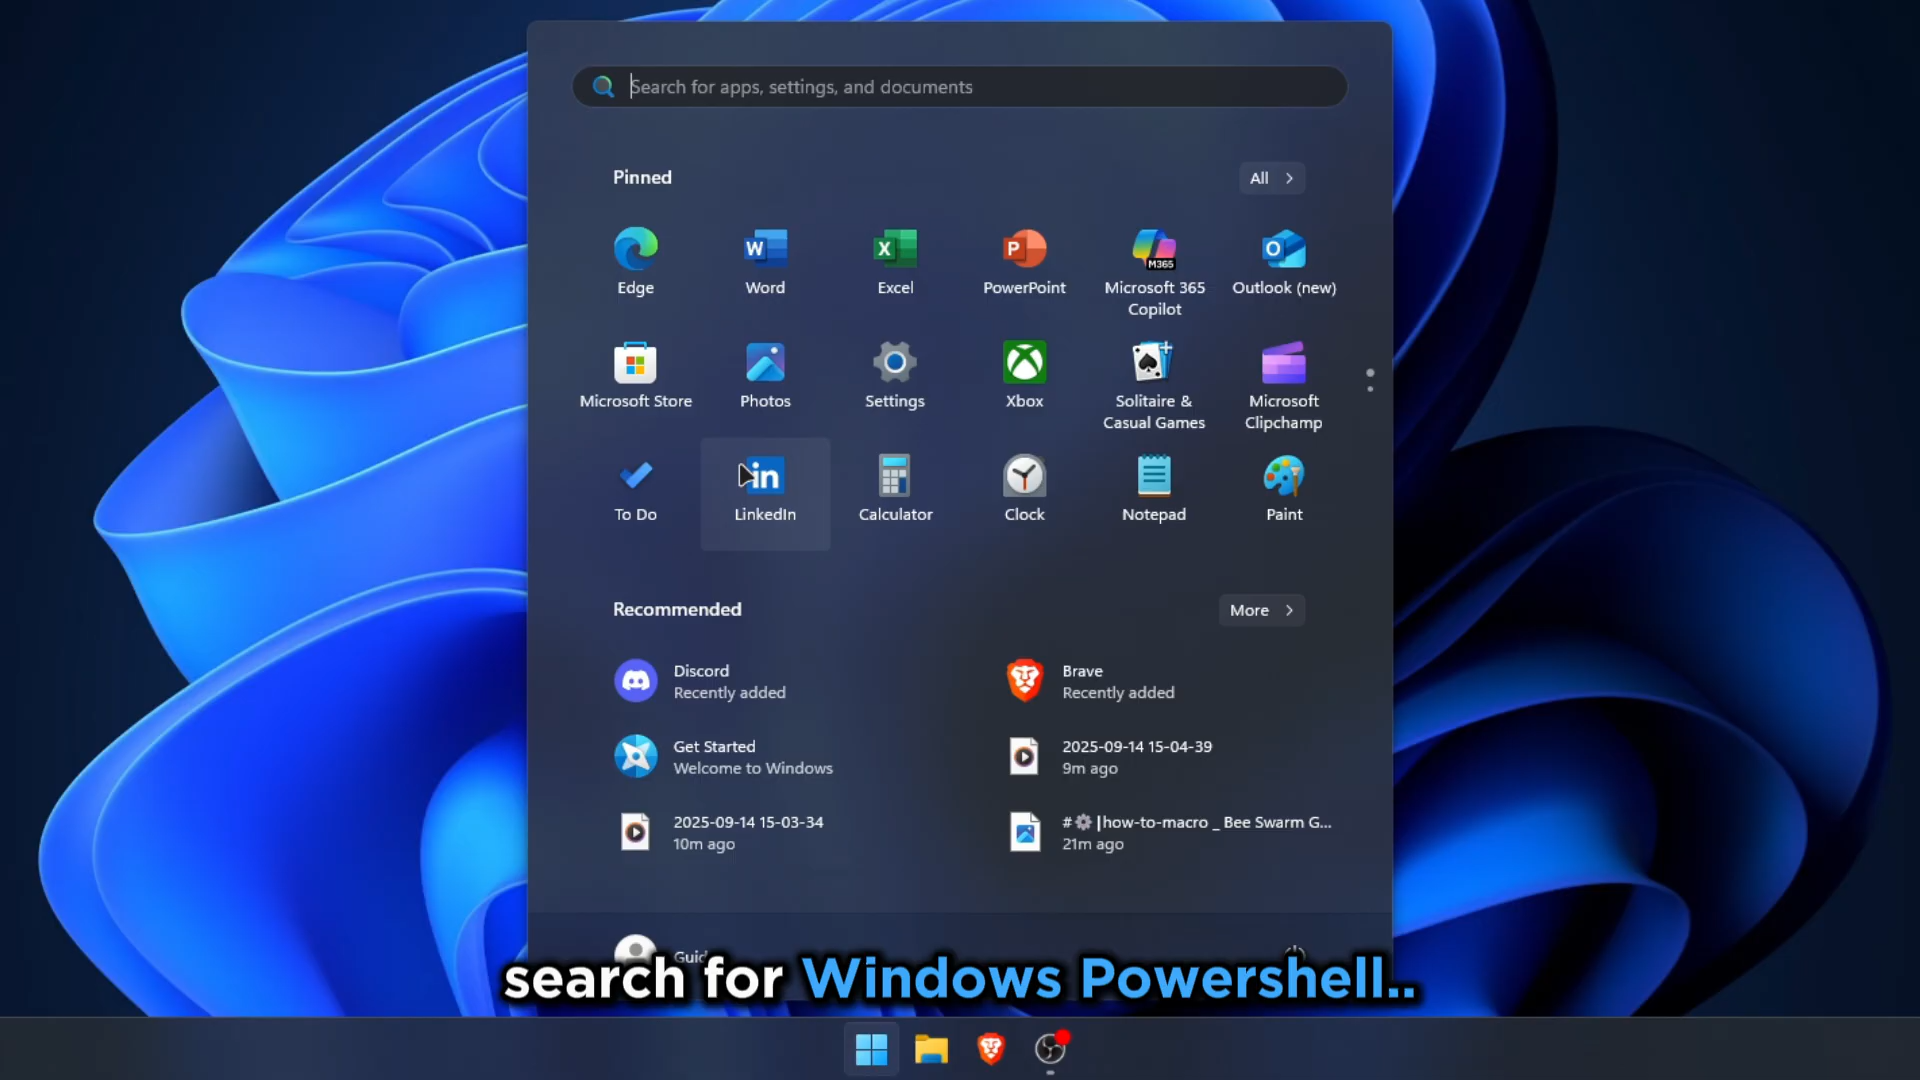 Search for apps, settings, and documents
Pinned
All
Edge
Word
Excel
PowerPoint
Microsoft 365
Copilot
Outlook (new)
Microsoft Store
Photos
Settings
Xbox
Solitaire &
Casual Games
Microsoft
Clipchamp
To Do
LinkedIn
Calculator
Clock
Notepad
Paint
Recommended
More
Discord
Recently added
Brave
Recently added
Get Started
Welcome to Windows
2025-09-14 15-04-39
9m ago
2025-09-14 15-03-34
10m ago
#⚙️|how-to-macro _ Bee Swarm G...
21m ago
search for Windows Powershell..